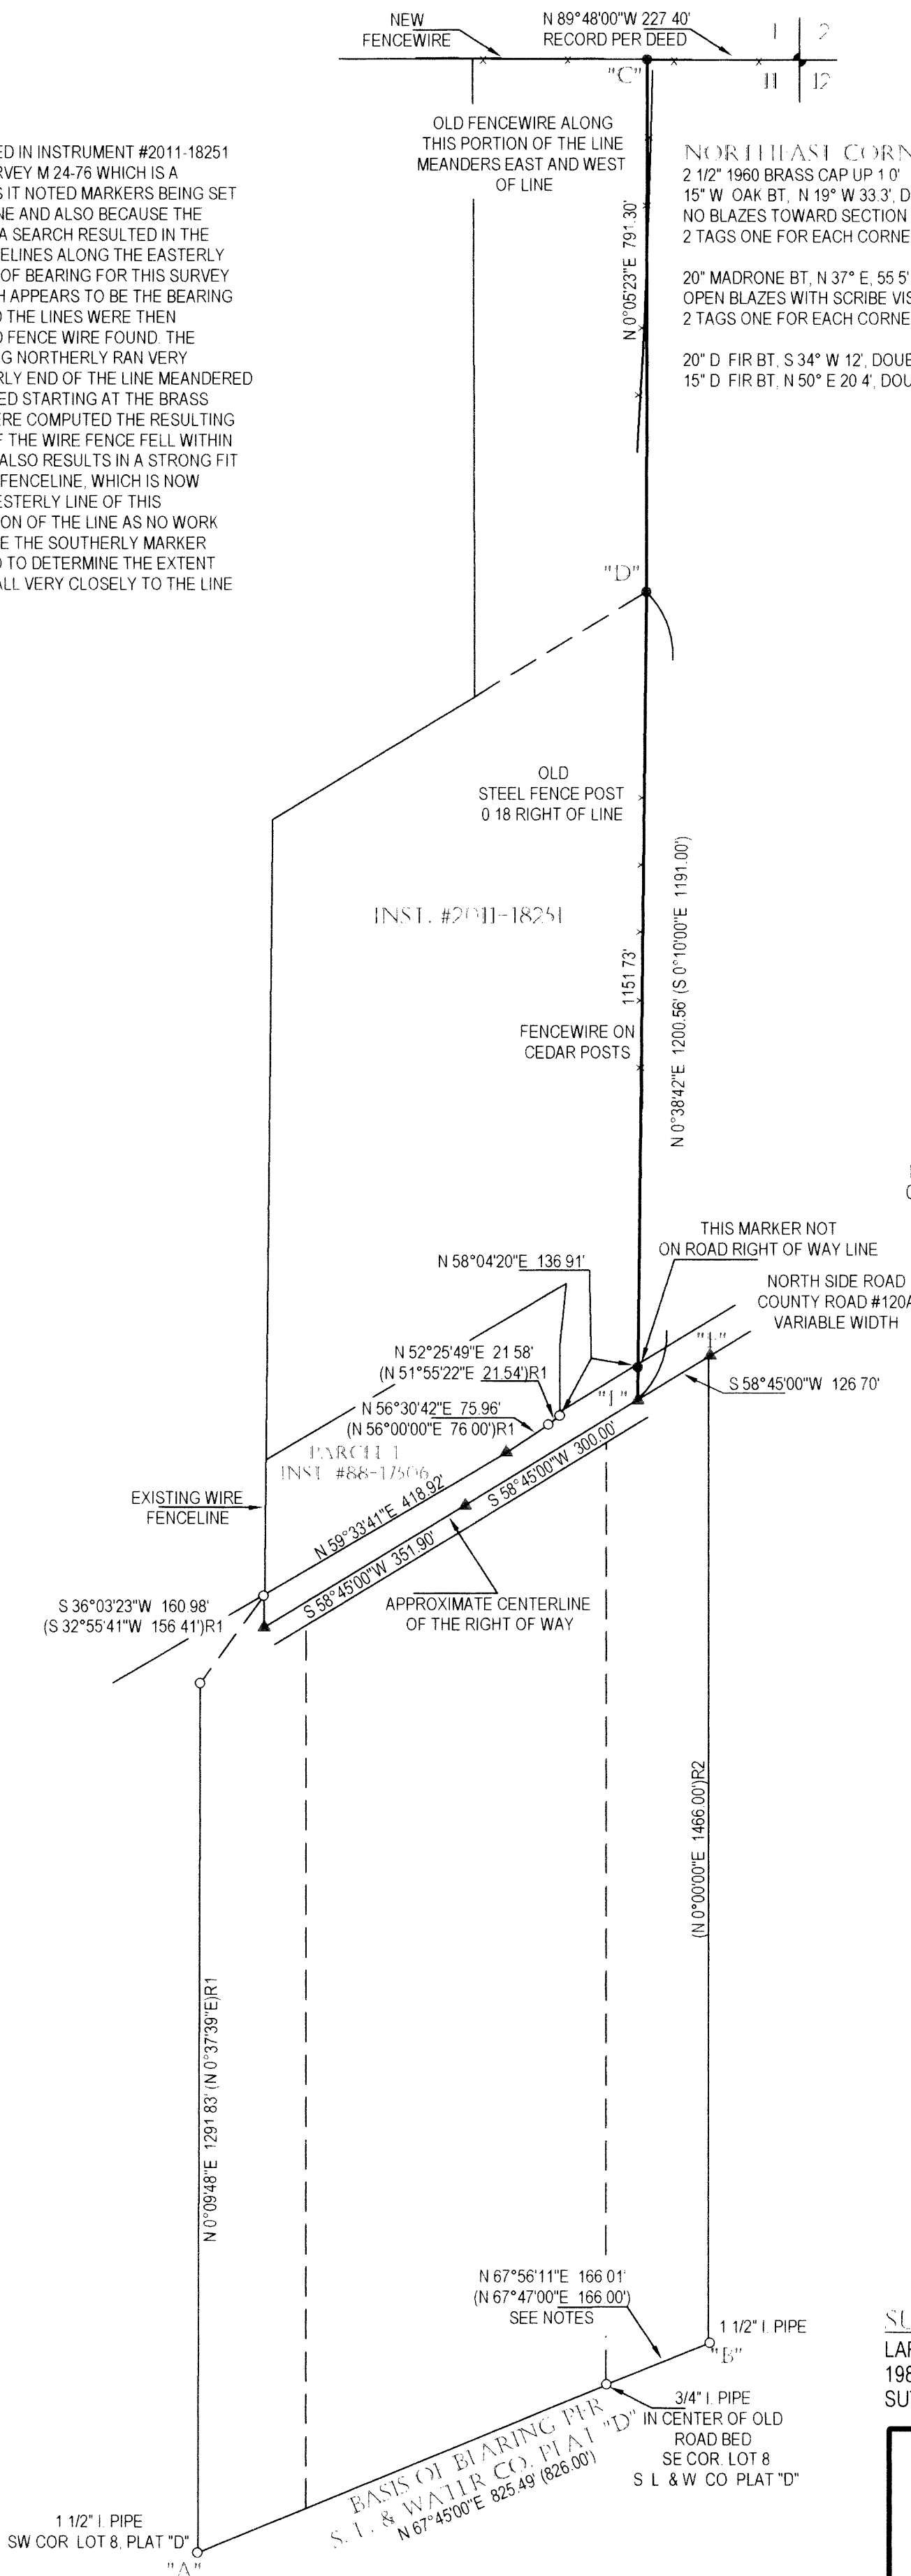 NEW
FENCEWIRE
N 89°48'00"W 227 40'
RECORD PER DEED
1 2
11 12
"C"
OLD FENCEWIRE ALONG
THIS PORTION OF THE LINE
MEANDERS EAST AND WEST
OF LINE
ED IN INSTRUMENT #2011-18251
RVEY M 24-76 WHICH IS A
S IT NOTED MARKERS BEING SET
NE AND ALSO BECAUSE THE
A SEARCH RESULTED IN THE
ELINES ALONG THE EASTERLY
OF BEARING FOR THIS SURVEY
H APPEARS TO BE THE BEARING
D THE LINES WERE THEN
D FENCE WIRE FOUND. THE
G NORTHERLY RAN VERY
RLY END OF THE LINE MEANDERED
ED STARTING AT THE BRASS
ERE COMPUTED THE RESULTING
F THE WIRE FENCE FELL WITHIN
ALSO RESULTS IN A STRONG FIT
FENCELINE, WHICH IS NOW
ESTERLY LINE OF THIS
ION OF THE LINE AS NO WORK
E THE SOUTHERLY MARKER
D TO DETERMINE THE EXTENT
ALL VERY CLOSELY TO THE LINE
NORTHEAST CORN
2 1/2" 1960 BRASS CAP UP 1 0'
15" W OAK BT, N 19° W 33.3', D
NO BLAZES TOWARD SECTION
2 TAGS ONE FOR EACH CORNE
20" MADRONE BT, N 37° E, 55 5'
OPEN BLAZES WITH SCRIBE VIS
2 TAGS ONE FOR EACH CORNE
20" D FIR BT, S 34° W 12', DOUB
15" D FIR BT, N 50° E 20 4', DOU
N 0°05'23"E 791.30'
"D"
OLD
STEEL FENCE POST
0 18 RIGHT OF LINE
INST. #2011-18251
1151 73'
N 0°38'42"E 1200.56' (S 0°10'00"E 1191.00')
FENCEWIRE ON
CEDAR POSTS
THIS MARKER NOT
ON ROAD RIGHT OF WAY LINE
N 58°04'20"E 136 91'
NORTH SIDE ROAD
COUNTY ROAD #120A
VARIABLE WIDTH
N 52°25'49"E 21 58'
(N 51°55'22"E 21.54')R1
S 58°45'00"W 126 70'
N 56°30'42"E 75.96'
(N 56°00'00"E 76 00')R1
PARCEL 1
INST #88-17506
S 58°45'00"W 300.00'
EXISTING WIRE
FENCELINE
N 59°33'41"E 418.92'
S 58°45'00"W 351.90'
S 36°03'23"W 160.98'
(S 32°55'41"W 156 41')R1
APPROXIMATE CENTERLINE
OF THE RIGHT OF WAY
(N 0°00'00"E 1466.00')R2
N 0°09'48"E 1291 83' (N 0°37'39"E)R1
N 67°56'11"E 166 01'
(N 67°47'00"E 166.00')
SEE NOTES
1 1/2" I. PIPE
"B"
3/4" I. PIPE
IN CENTER OF OLD
ROAD BED
SE COR. LOT 8
S L & W CO PLAT "D"
BASIS OF BEARING PER
S. L. & WATER CO. PLAT "D"
N 67°45'00"E 825.49' (826.00')
1 1/2" I. PIPE
SW COR LOT 8, PLAT "D"
"A"
SU
LAR
198
SUT